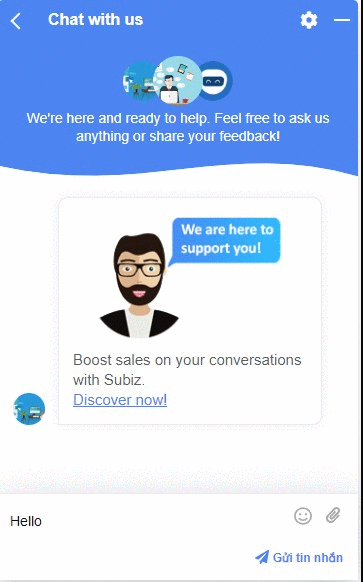 Chat with us
We're here and ready to help. Feel free to ask us
anything or share your feedback!
We are here to
support you!
Boost sales on your conversations
with Subiz.
Discover now!
Hello
Gửi tin nhắn